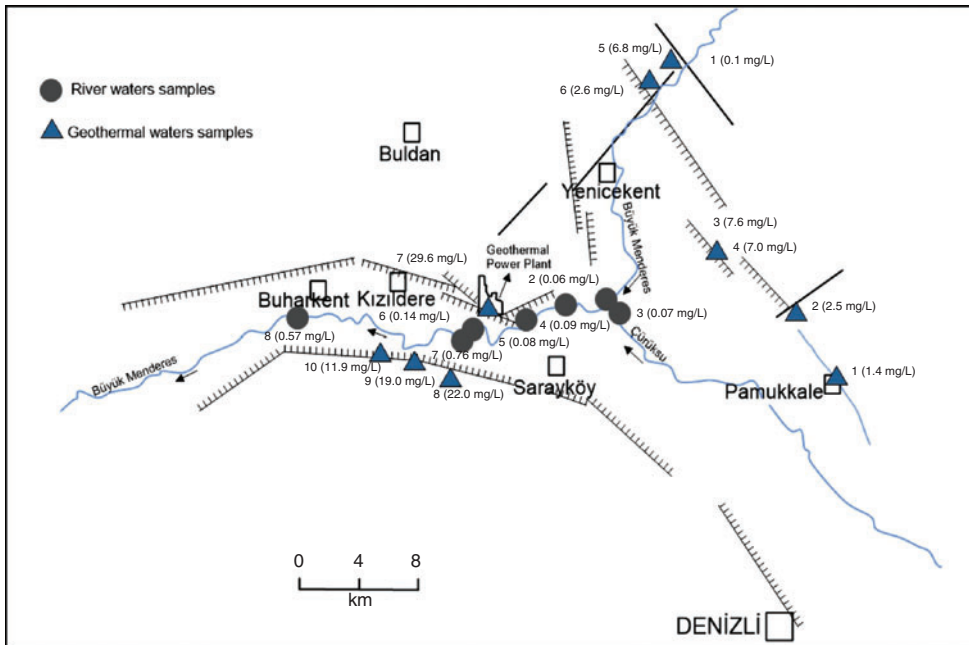 River waters samples
Geothermal waters samples
5 (6.8 mg/L)
1 (0.1 mg/L)
6 (2.6 mg/L)
Buldan
Yenicekent
Büyük Menderes
3 (7.6 mg/L)
4 (7.0 mg/L)
7 (29.6 mg/L)
Geothermal
Power Plant
2 (0.06 mg/L)
Buharkent
Kızıldere
6 (0.14 mg/L)
4 (0.09 mg/L)
3 (0.07 mg/L)
2 (2.5 mg/L)
8 (0.57 mg/L)
5 (0.08 mg/L)
Çürüksu
7 (0.76 mg/L)
10 (11.9 mg/L)
9 (19.0 mg/L)
8 (22.0 mg/L)
Sarayköy
1 (1.4 mg/L)
Pamukkale
Büyük Menderes
0 4 8
km
DENİZLİ